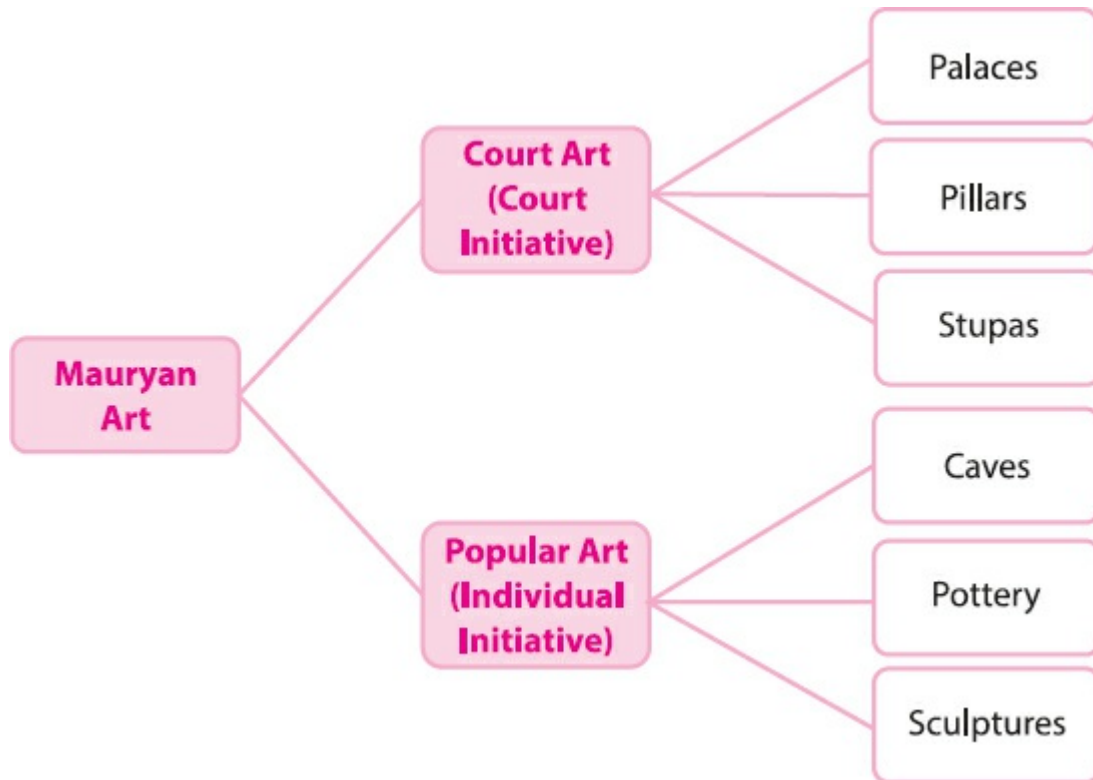 Mauryan
Art
Court Art
(Court
Initiative)
Palaces
Pillars
Stupas
Popular Art
(Individual
Initiative)
Caves
Pottery
Sculptures